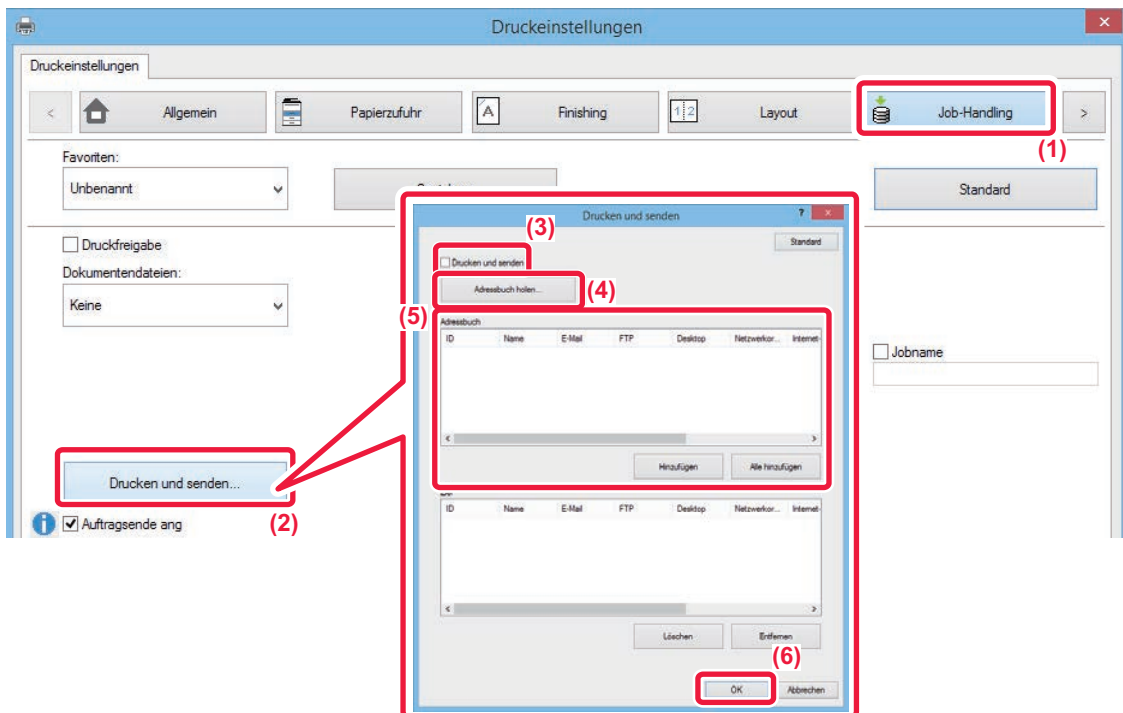 Druckeinstellungen
Druckeinstellungen
< Allgemein Papierzufuhr Finishing Layout Job-Handling >
(1)
Favoriten:
Unbenannt
Standard
Druckfreigabe
Dokumentendateien:
Keine
Jobname
Drucken und senden...
(2)
Auftragsende ang
Drucken und senden ?
(3)
Standard
Drucken und senden
Adressbuch holen...
(4)
(5)
Adressbuch
ID Name E-Mail FTP Desktop Netzwerkor... Internet-
< >
Hinzufügen Alle hinzufügen
ID Name E-Mail FTP Desktop Netzwerkor... Internet-
< >
Löschen Entfernen
(6)
OK Abbrechen